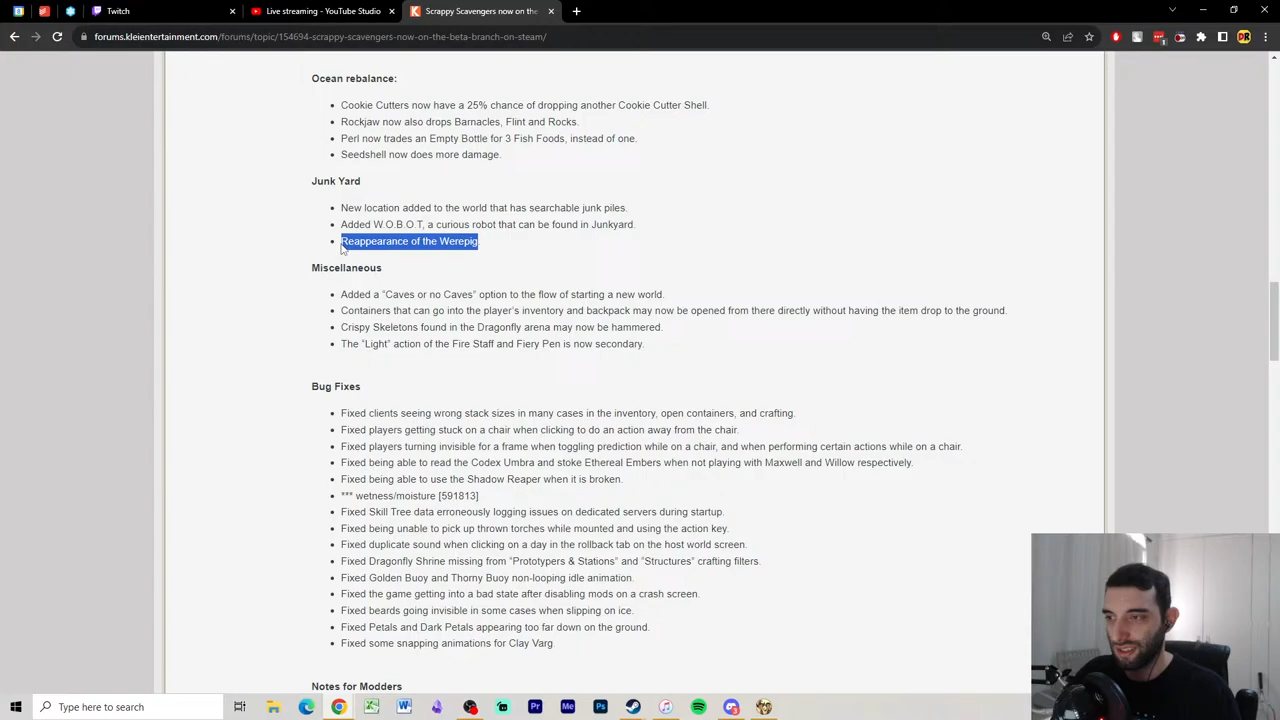 Twitch
Live streaming - YouTube Studio
Scrappy Scavengers now on the
forums.kleientertainment.com/forums/topic/154694-scrappy-scavengers-now-on-the-beta-branch-on-steam/
DR
Ocean rebalance:
Cookie Cutters now have a 25% chance of dropping another Cookie Cutter Shell.
Rockjaw now also drops Barnacles, Flint and Rocks.
Perl now trades an Empty Bottle for 3 Fish Foods, instead of one.
Seedshell now does more damage.
Junk Yard
New location added to the world that has searchable junk piles.
Added W.O.B.O.T, a curious robot that can be found in Junkyard.
Reappearance of the Werepig
Miscellaneous
Added a "Caves or no Caves" option to the flow of starting a new world.
Containers that can go into the player's inventory and backpack may now be opened from there directly without having the item drop to the ground.
Crispy Skeletons found in the Dragonfly arena may now be hammered.
The "Light" action of the Fire Staff and Fiery Pen is now secondary.
Bug Fixes
Fixed clients seeing wrong stack sizes in many cases in the inventory, open containers, and crafting.
Fixed players getting stuck on a chair when clicking to do an action away from the chair.
Fixed players turning invisible for a frame when toggling prediction while on a chair, and when performing certain actions while on a chair.
Fixed being able to read the Codex Umbra and stoke Ethereal Embers when not playing with Maxwell and Willow respectively.
Fixed being able to use the Shadow Reaper when it is broken.
*** wetness/moisture [591813]
Fixed Skill Tree data erroneously logging issues on dedicated servers during startup.
Fixed being unable to pick up thrown torches while mounted and using the action key.
Fixed duplicate sound when clicking on a day in the rollback tab on the host world screen.
Fixed Dragonfly Shrine missing from "Prototypers & Stations" and "Structures" crafting filters.
Fixed Golden Buoy and Thorny Buoy non-looping idle animation.
Fixed the game getting into a bad state after disabling mods on a crash screen.
Fixed beards going invisible in some cases when slipping on ice.
Fixed Petals and Dark Petals appearing too far down on the ground.
Fixed some snapping animations for Clay Varg.
Notes for Modders
Type here to search